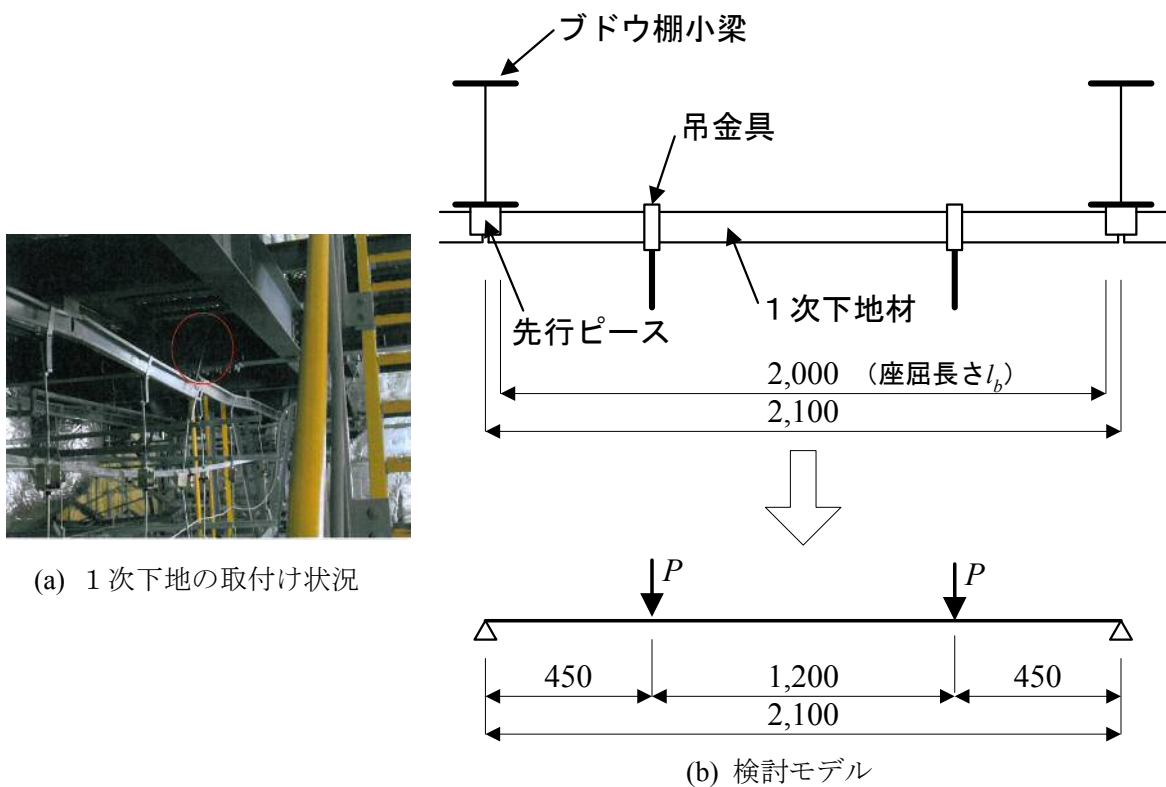 ブドウ棚小梁
吊金具
先行ピース
１次下地材
2,000 （座屈長さl_b）
2,100
P
P
450
1,200
450
2,100
(a) １次下地の取付け状況
(b) 検討モデル